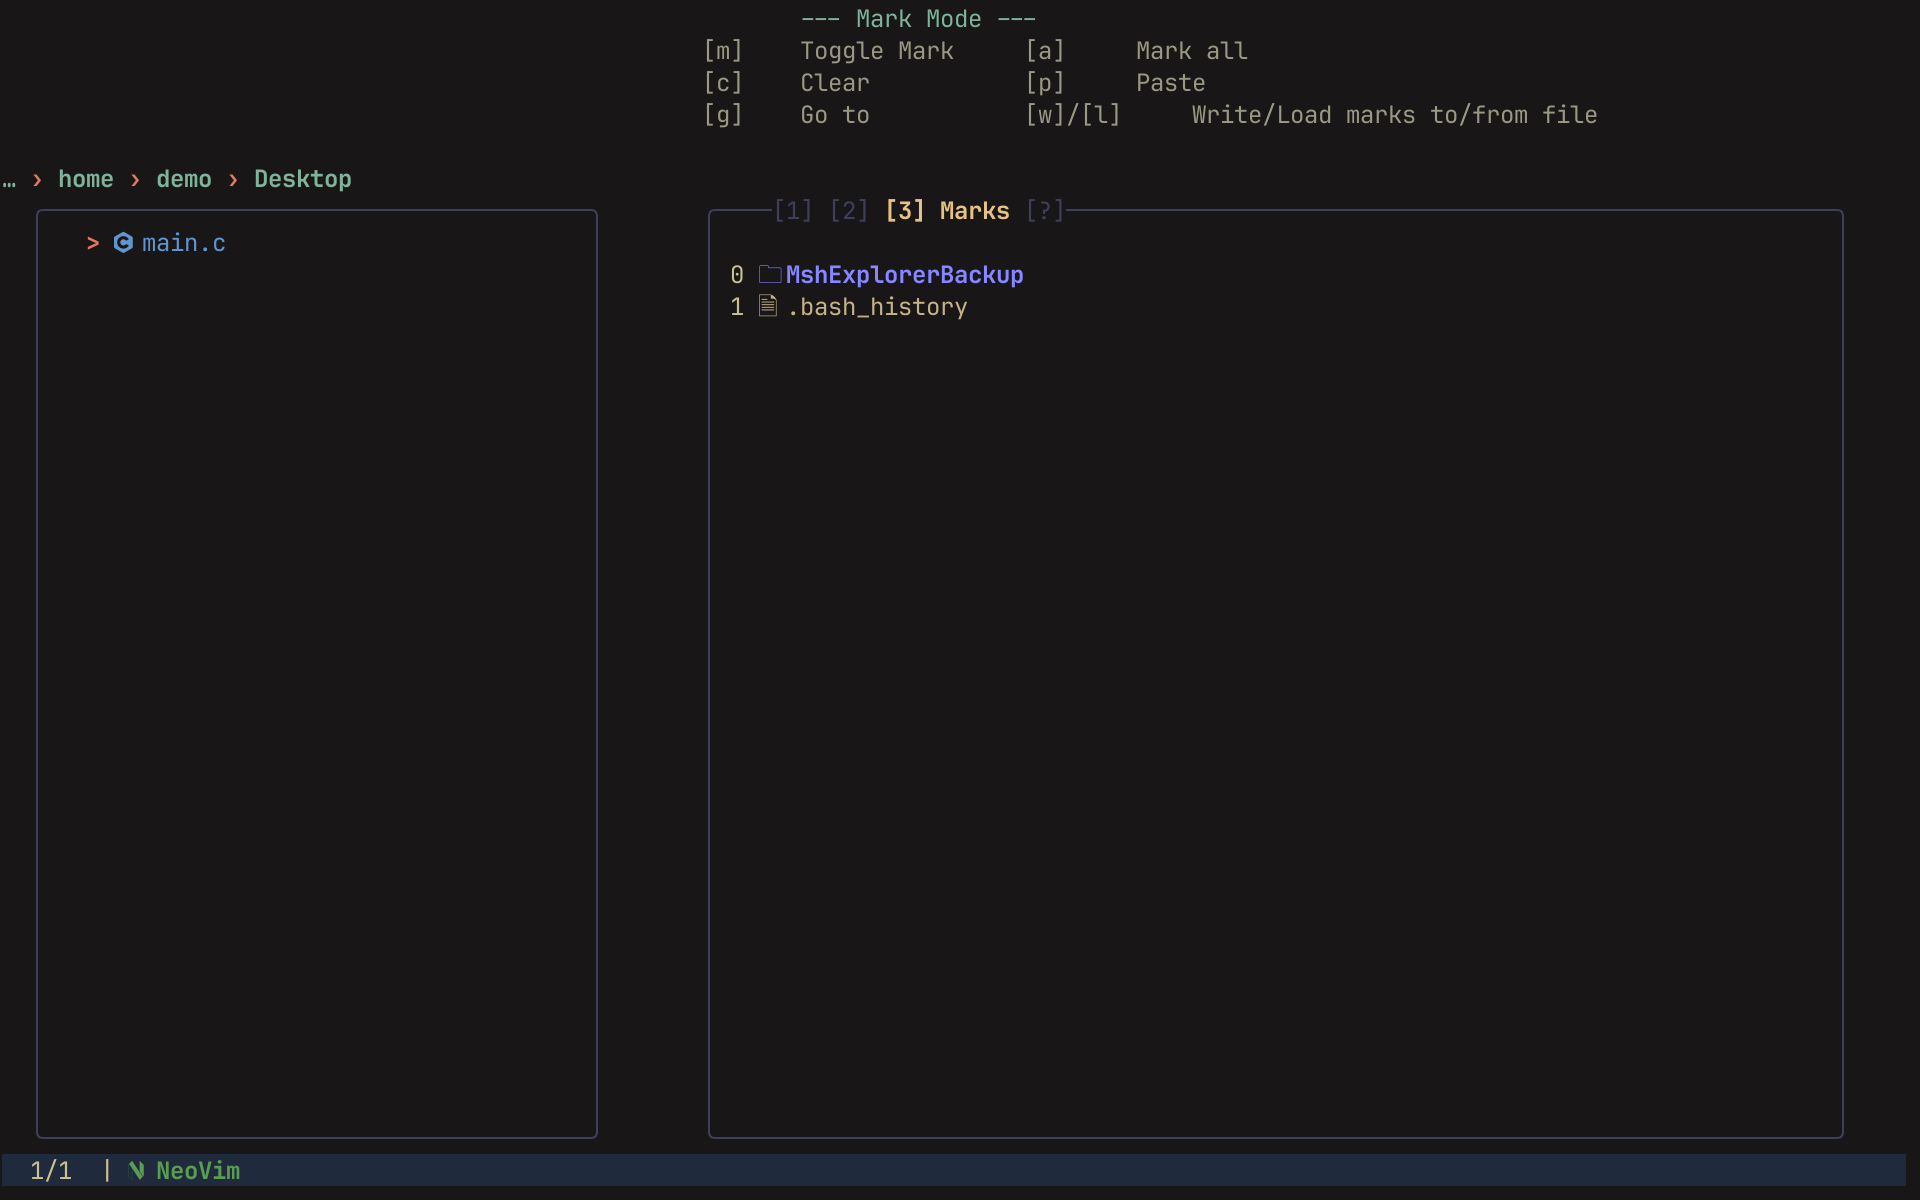 --- Mark Mode ---
[m] Toggle Mark [a] Mark all
[c] Clear [p] Paste
[g] Go to [w]/[l] Write/Load marks to/from file
… › home › demo › Desktop
[1] [2] [3] Marks [?]
> main.c
0 MshExplorerBackup
1 .bash_history
1/1 | NeoVim